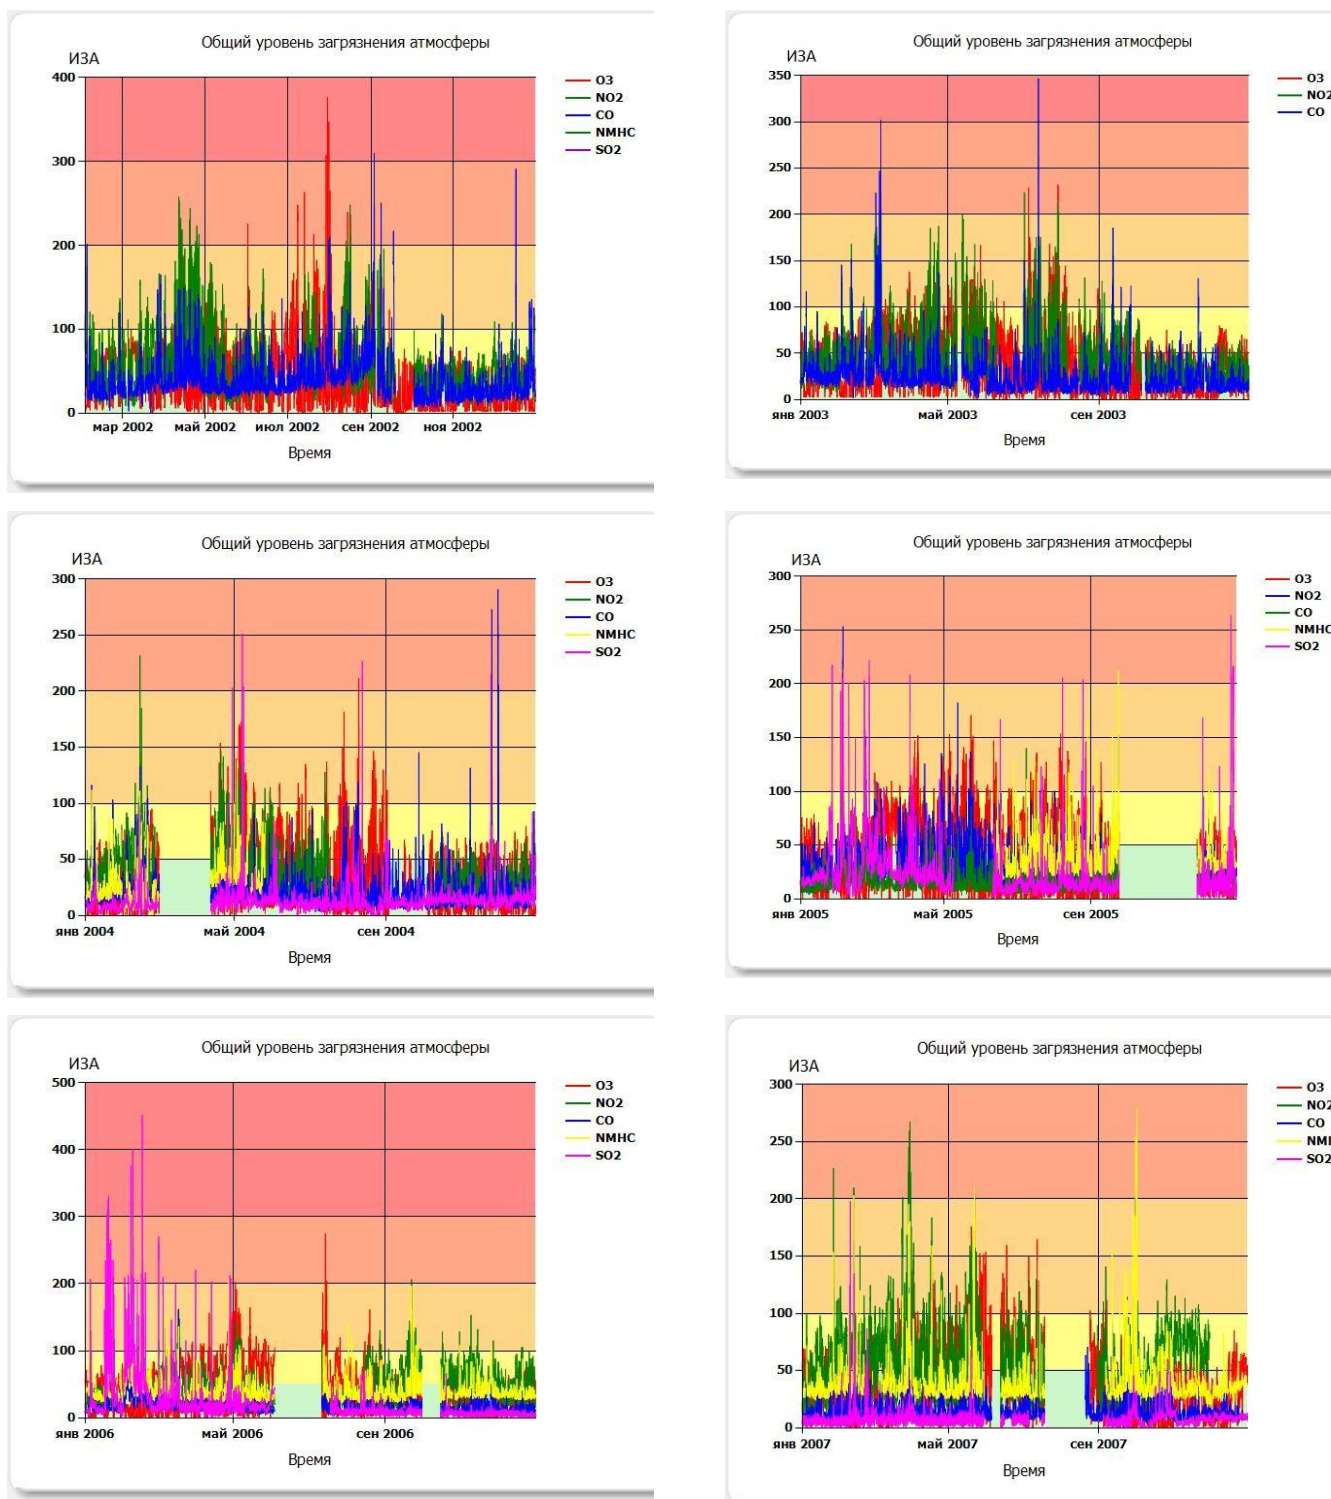 Общий уровень загрязнения атмосферы
ИЗА
400
300
200
100
0
мар 2002 май 2002 июл 2002 сен 2002 ноя 2002
Время
O3
NO2
CO
NMHC
SO2
Общий уровень загрязнения атмосферы
ИЗА
350
300
250
200
150
100
50
0
янв 2003 май 2003 сен 2003
Время
O3
NO2
CO
Общий уровень загрязнения атмосферы
ИЗА
300
250
200
150
100
50
0
янв 2004 май 2004 сен 2004
Время
O3
NO2
CO
NMHC
SO2
Общий уровень загрязнения атмосферы
ИЗА
300
250
200
150
100
50
0
янв 2005 май 2005 сен 2005
Время
O3
NO2
CO
NMHC
SO2
Общий уровень загрязнения атмосферы
ИЗА
500
400
300
200
100
0
янв 2006 май 2006 сен 2006
Время
O3
NO2
CO
NMHC
SO2
Общий уровень загрязнения атмосферы
ИЗА
300
250
200
150
100
50
0
янв 2007 май 2007 сен 2007
Время
O3
NO2
CO
NMH
SO2